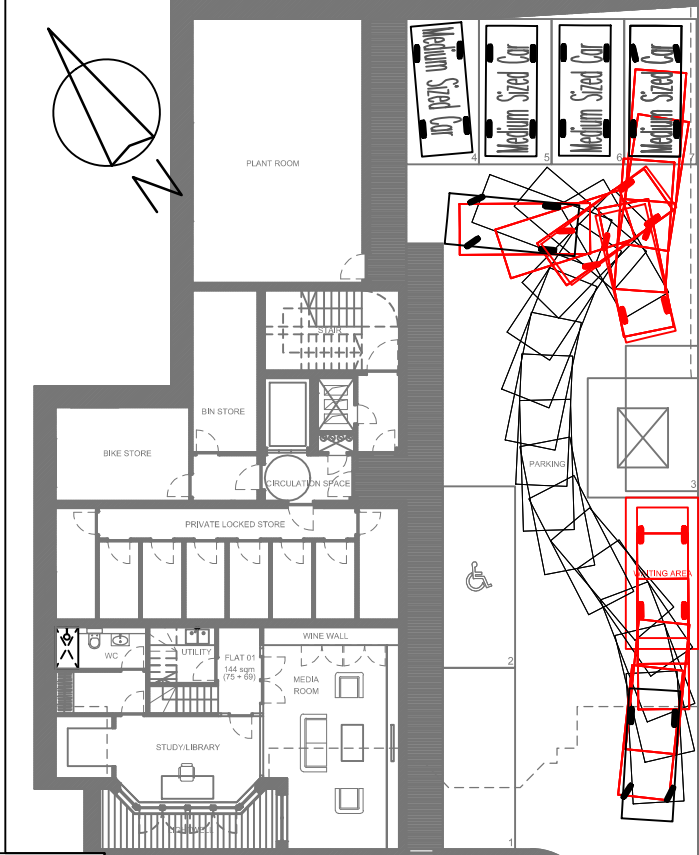 Medium Sized Car
Medium Sized Car
Medium Sized Car
Medium Sized Car
4
5
6
7
N
PLANT ROOM
STAIR
BIN STORE
BIKE STORE
CIRCULATION SPACE
PARKING
3
PRIVATE LOCKED STORE
WAITING AREA
WINE WALL
WC
UTILITY
FLAT 01
144 sqm
(75 + 69)
MEDIA
ROOM
2
STUDY/LIBRARY
LIGHTWELL
1